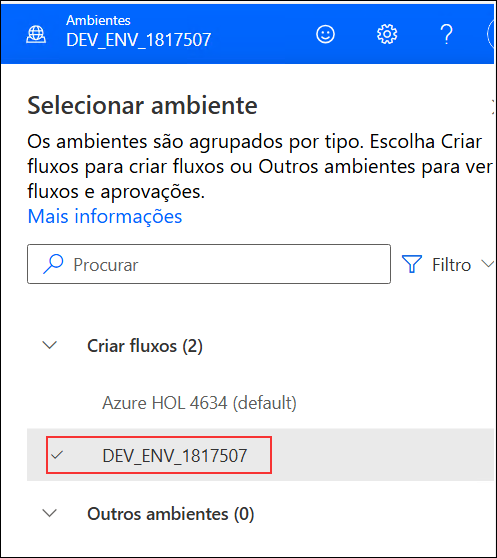 Ambientes
DEV_ENV_1817507
Selecionar ambiente
Os ambientes são agrupados por tipo. Escolha Criar
fluxos para criar fluxos ou Outros ambientes para ver
fluxos e aprovações.
Mais informações
Procurar
Filtro
Criar fluxos (2)
Azure HOL 4634 (default)
DEV_ENV_1817507
Outros ambientes (0)